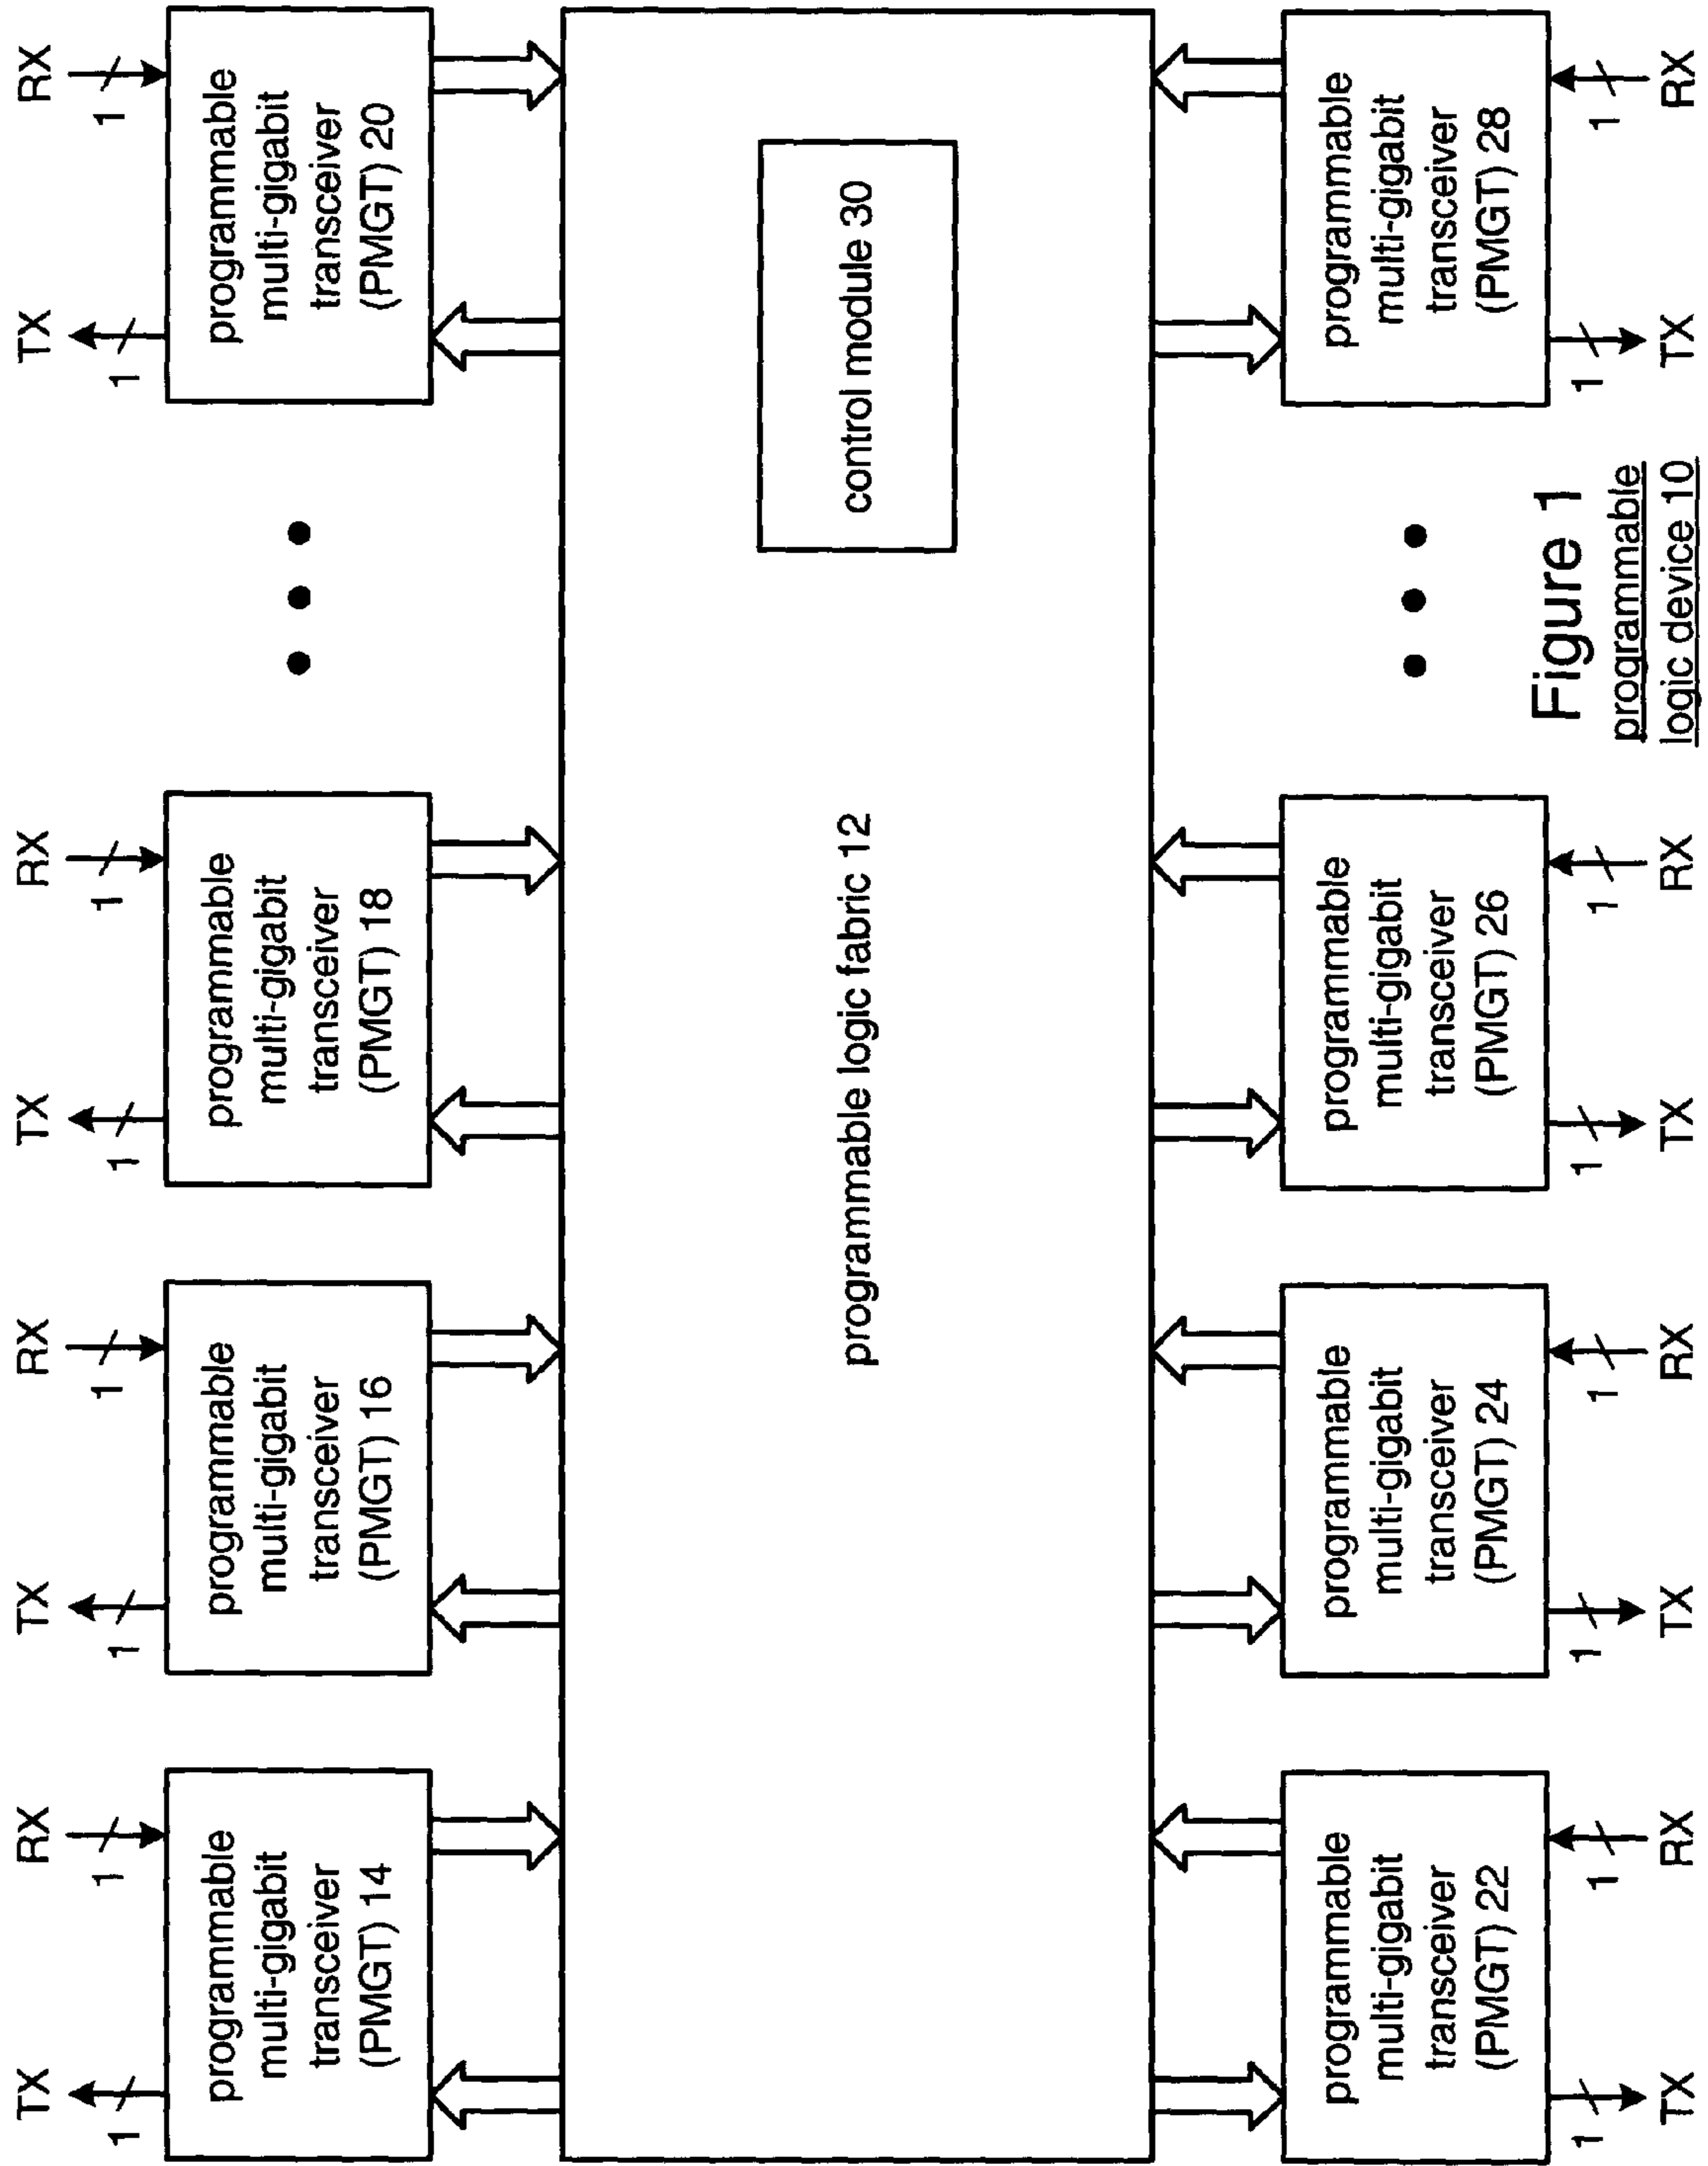 TX
RX
TX
RX
TX
RX
TX
RX
1
1
1
1
1
1
1
1
programmable
multi-gigabit
transceiver
(PMGT) 14
programmable
multi-gigabit
transceiver
(PMGT) 16
programmable
multi-gigabit
transceiver
(PMGT) 18
programmable
multi-gigabit
transceiver
(PMGT) 20
programmable logic fabric 12
control module 30
programmable
multi-gigabit
transceiver
(PMGT) 22
programmable
multi-gigabit
transceiver
(PMGT) 24
programmable
multi-gigabit
transceiver
(PMGT) 26
programmable
multi-gigabit
transceiver
(PMGT) 28
1
1
1
1
1
1
1
1
TX
RX
TX
RX
TX
RX
TX
RX
Figure 1
programmable
logic device 10